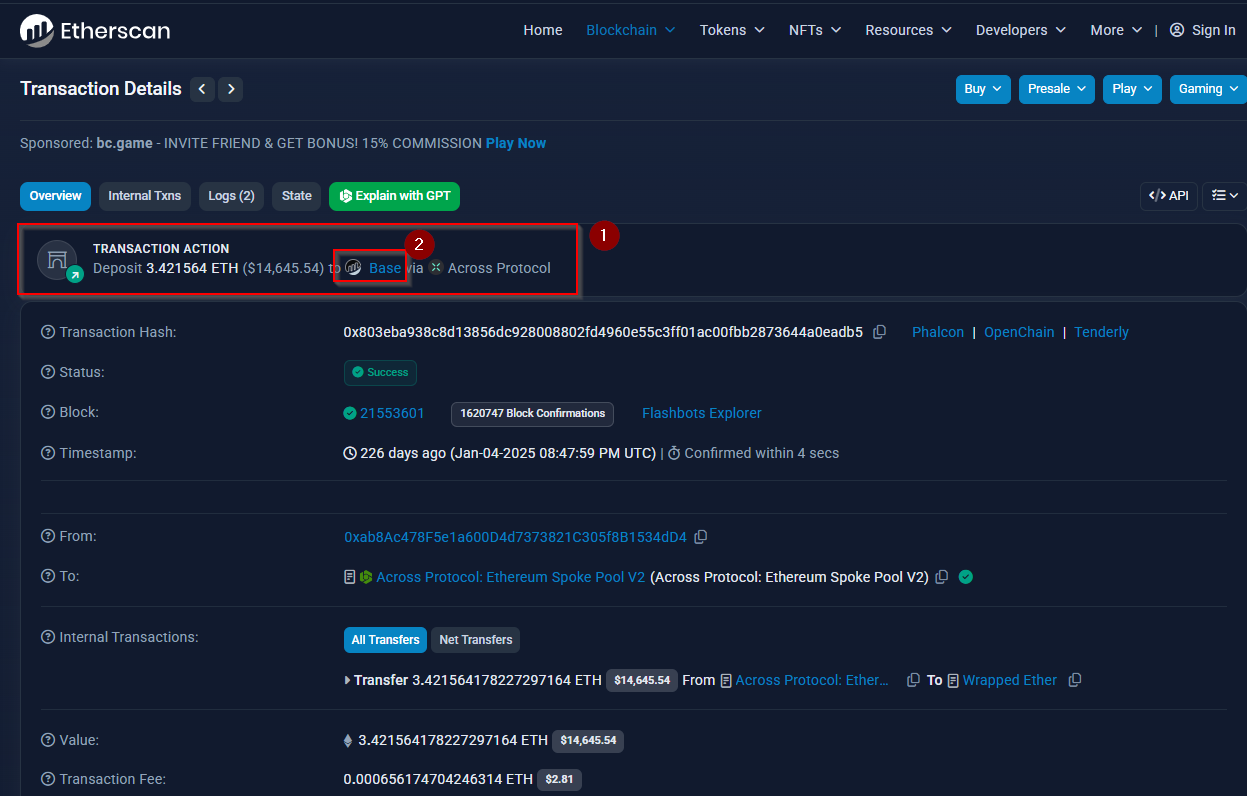 Etherscan
Home Blockchain Tokens NFTs Resources Developers More | Sign In
Transaction Details
Buy Presale Play Gaming
Sponsored: bc.game - INVITE FRIEND & GET BONUS! 15% COMMISSION Play Now
Overview Internal Txns Logs (2) State Explain with GPT
</> API
1
2
TRANSACTION ACTION
Deposit 3.421564 ETH ($14,645.54) to Base via Across Protocol
Transaction Hash: 0x803eba938c8d13856dc928008802fd4960e55c3ff01ac00fbb2873644a0eadb5 Phalcon | OpenChain | Tenderly
Status: Success
Block: 21553601 1620747 Block Confirmations Flashbots Explorer
Timestamp: 226 days ago (Jan-04-2025 08:47:59 PM UTC) | Confirmed within 4 secs
From: 0xab8Ac478F5e1a600D4d7373821C305f8B1534dD4
To: Across Protocol: Ethereum Spoke Pool V2 (Across Protocol: Ethereum Spoke Pool V2)
Internal Transactions: All Transfers Net Transfers
Transfer 3.421564178227297164 ETH $14,645.54 From Across Protocol: Ether... To Wrapped Ether
Value: 3.421564178227297164 ETH $14,645.54
Transaction Fee: 0.000656174704246314 ETH $2.81